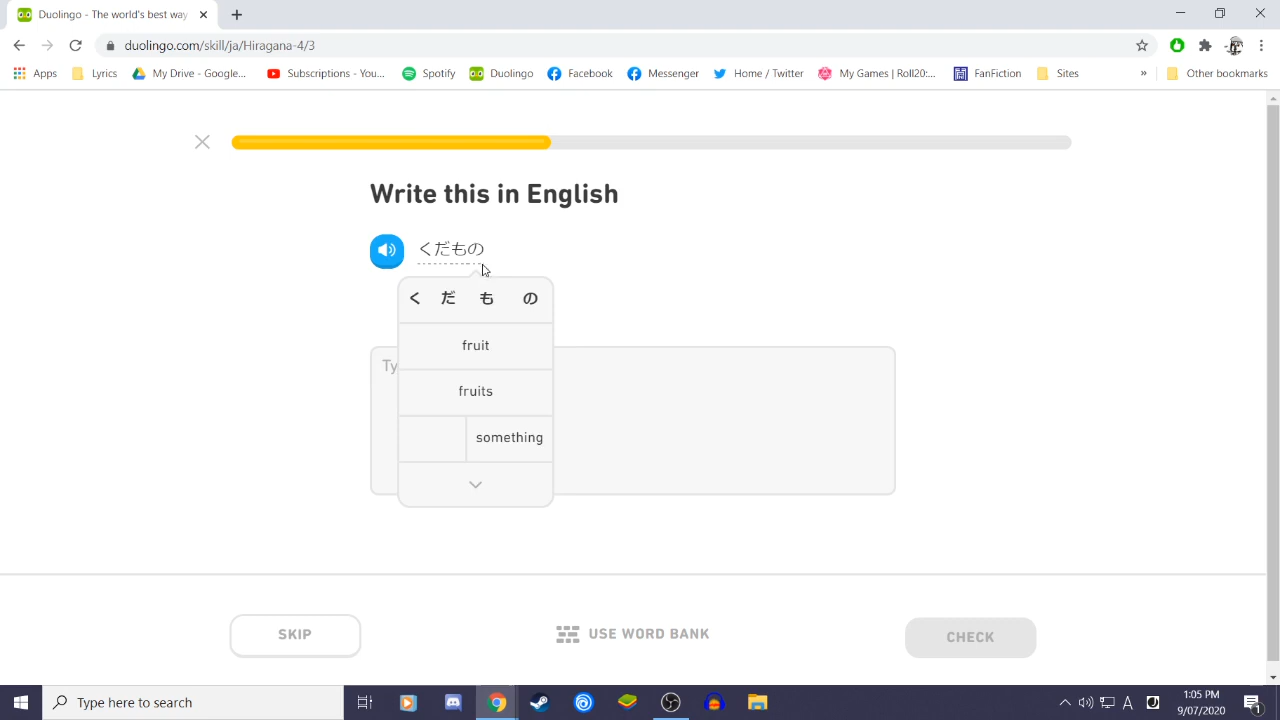 Duolingo - The world's best way
duolingo.com/skill/ja/Hiragana-4/3
Apps Lyrics My Drive - Google... Subscriptions - You... Spotify Duolingo Facebook Messenger Home / Twitter My Games | Roll20:... FanFiction Sites » Other bookmarks
Write this in English
くだもの
く だ も の
fruit
Ty
fruits
something
SKIP
USE WORD BANK
CHECK
Type here to search
A
1:05 PM
9/07/2020
1